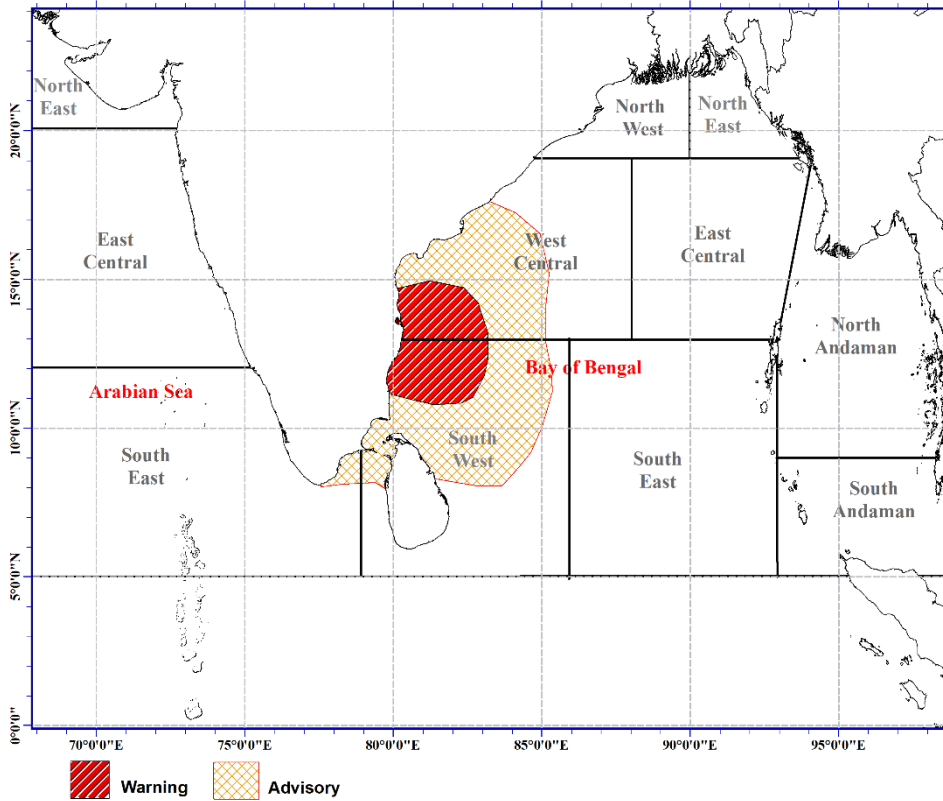 North
East
North
West
North
East
20°0'0"N
East
Central
West
Central
East
Central
15°0'0"N
North
Andaman
Bay of Bengal
Arabian Sea
10°0'0"N
South
East
South
West
South
East
South
Andaman
5°0'0"N
0°0'0"
70°0'0"E
75°0'0"E
80°0'0"E
85°0'0"E
90°0'0"E
95°0'0"E
Warning
Advisory